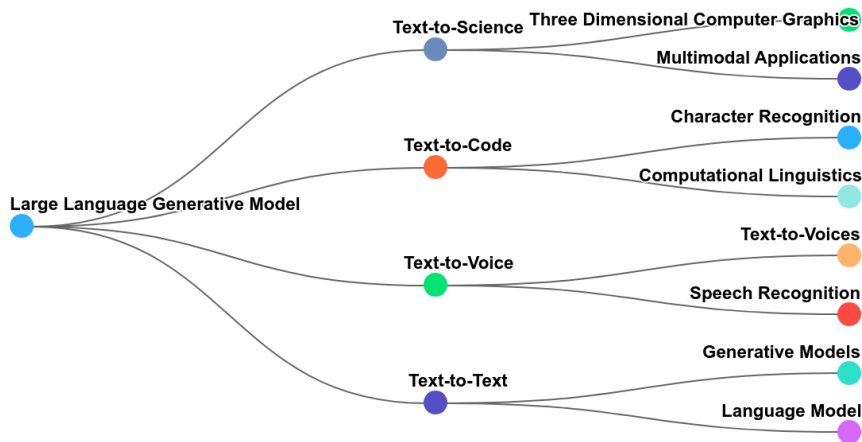 Three Dimensional Computer Graphics
Text-to-Science
Multimodal Applications
Character Recognition
Text-to-Code
Computational Linguistics
Large Language Generative Model
Text-to-Voices
Text-to-Voice
Speech Recognition
Generative Models
Text-to-Text
Language Model